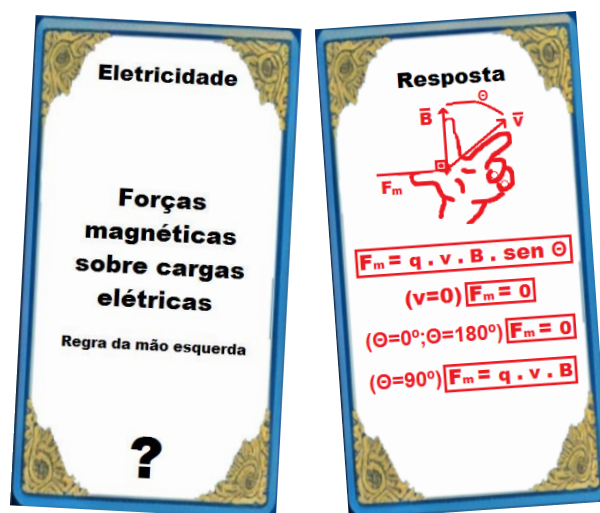 Eletricidade
Forças
magnéticas
sobre cargas
elétricas
Regra da mão esquerda
?
Resposta
Θ
B̅
v̅
Fₘ
Fₘ = q . v . B . sen Θ
(v=0) Fₘ = 0
(Θ=0º;Θ=180º) Fₘ = 0
(Θ=90º) Fₘ = q . v . B